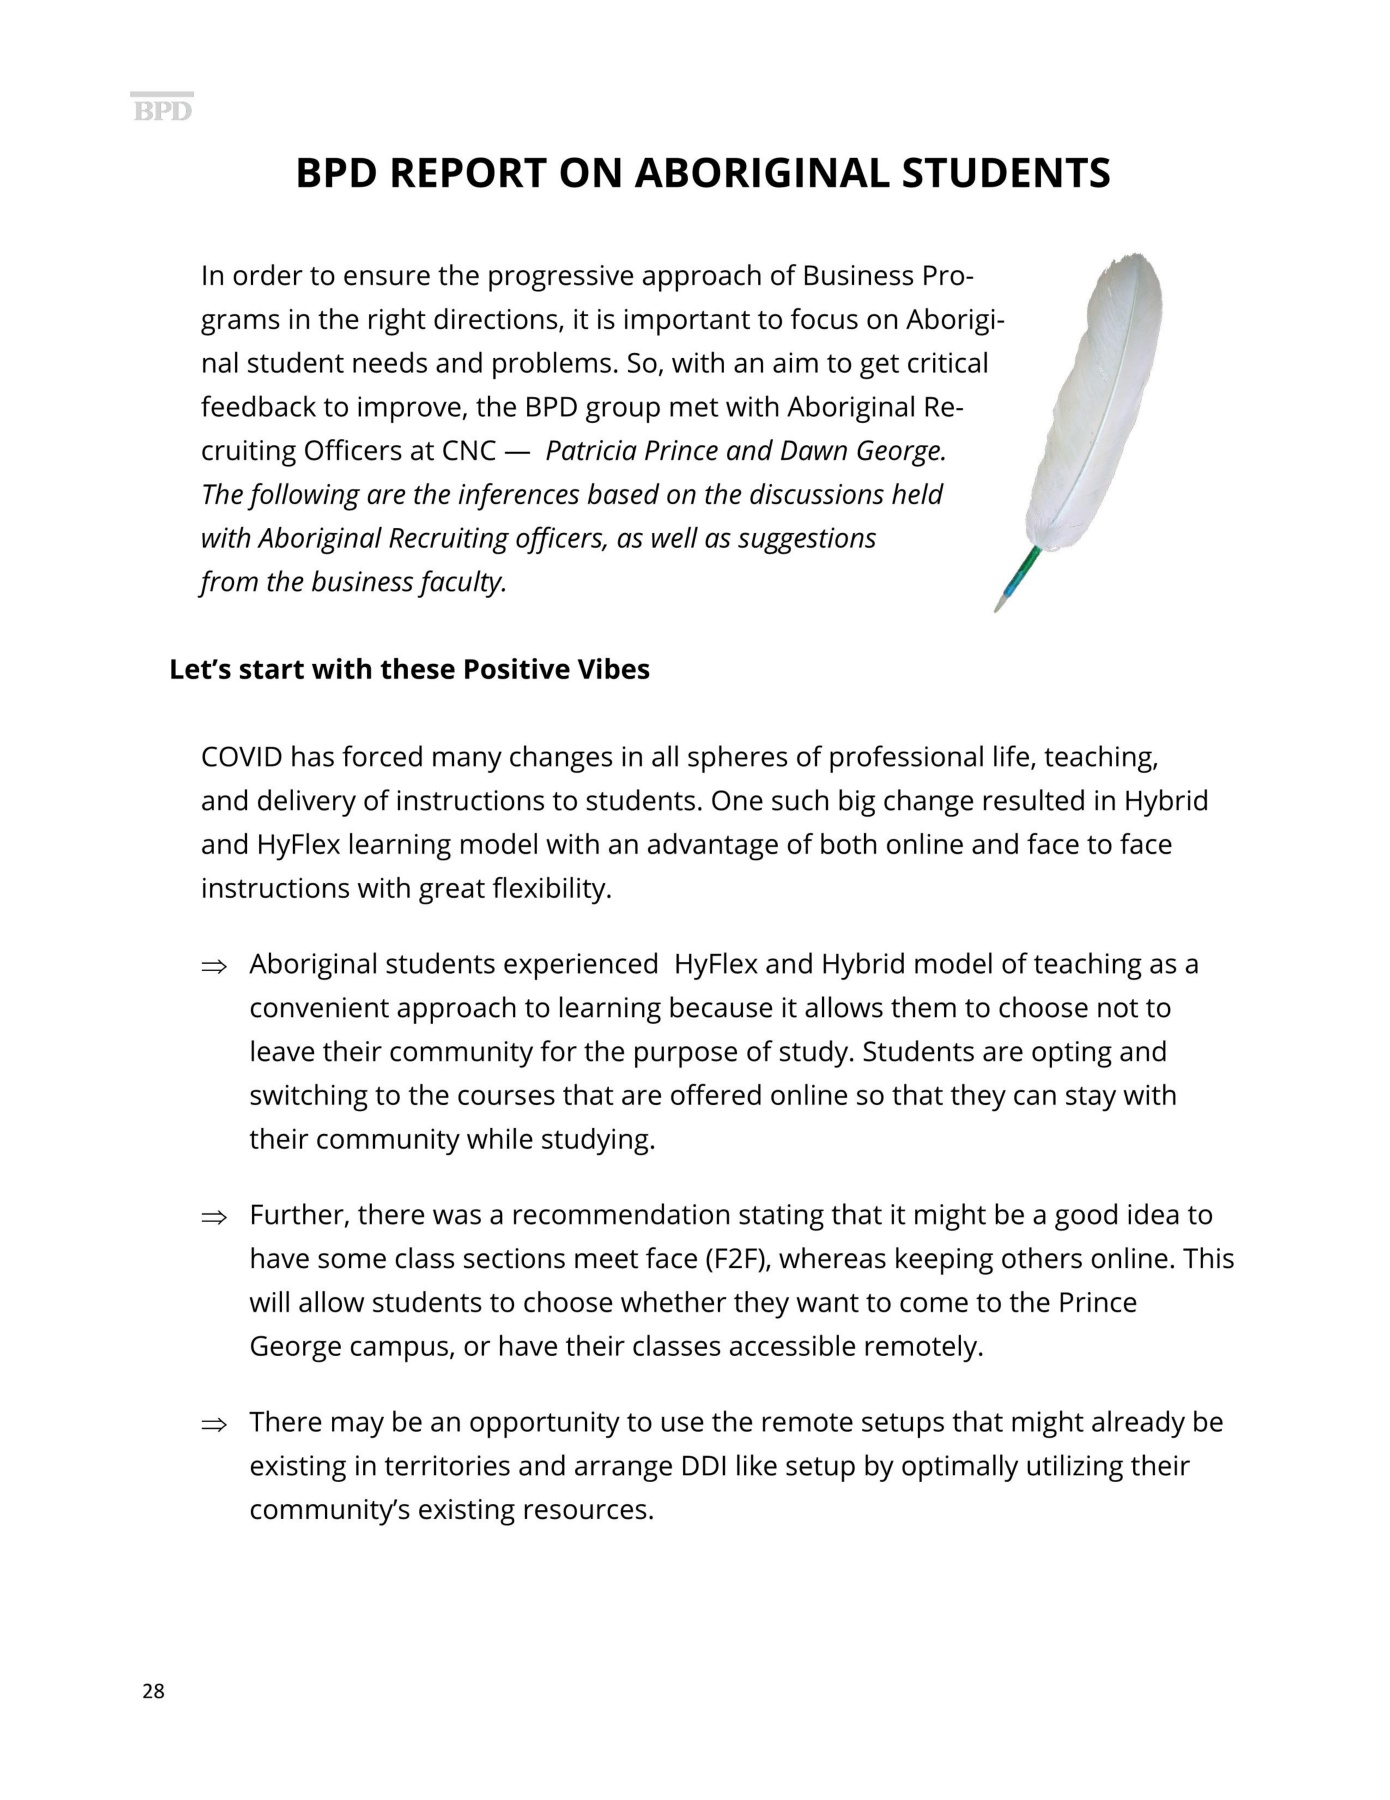 BPD
BPD REPORT ON ABORIGINAL STUDENTS
In order to ensure the progressive approach of Business Pro-
grams in the right directions, it is important to focus on Aborigi-
nal student needs and problems. So, with an aim to get critical
feedback to improve, the BPD group met with Aboriginal Re-
cruiting Officers at CNC —  Patricia Prince and Dawn George.
The following are the inferences based on the discussions held
with Aboriginal Recruiting officers, as well as suggestions
from the business faculty.
Let’s start with these Positive Vibes
COVID has forced many changes in all spheres of professional life, teaching,
and delivery of instructions to students. One such big change resulted in Hybrid
and HyFlex learning model with an advantage of both online and face to face
instructions with great flexibility.
⇒ Aboriginal students experienced  HyFlex and Hybrid model of teaching as a
convenient approach to learning because it allows them to choose not to
leave their community for the purpose of study. Students are opting and
switching to the courses that are offered online so that they can stay with
their community while studying.
⇒ Further, there was a recommendation stating that it might be a good idea to
have some class sections meet face (F2F), whereas keeping others online. This
will allow students to choose whether they want to come to the Prince
George campus, or have their classes accessible remotely.
⇒ There may be an opportunity to use the remote setups that might already be
existing in territories and arrange DDI like setup by optimally utilizing their
community’s existing resources.
28